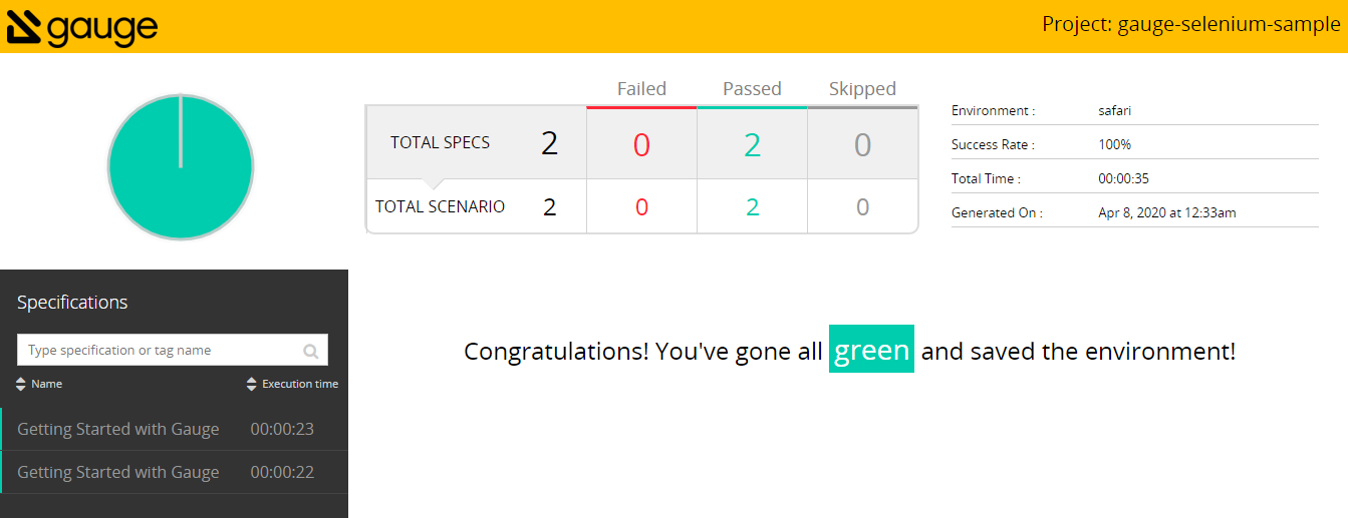 gauge
Project: gauge-selenium-sample
Failed Passed Skipped
TOTAL SPECS 2 0 2 0
TOTAL SCENARIO 2 0 2 0
Environment : safari
Success Rate : 100%
Total Time : 00:00:35
Generated On : Apr 8, 2020 at 12:33am
Specifications
Type specification or tag name
Name Execution time
Getting Started with Gauge 00:00:23
Getting Started with Gauge 00:00:22
Congratulations! You've gone all green and saved the environment!